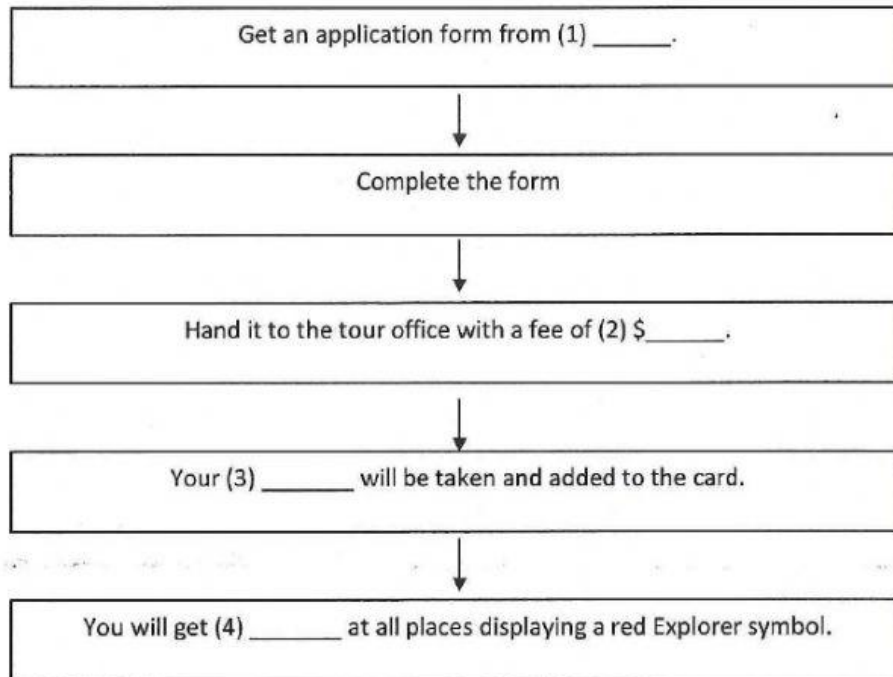 Get an application form from (1) ______.
Complete the form
Hand it to the tour office with a fee of (2) $______.
Your (3) _______ will be taken and added to the card.
You will get (4) _______ at all places displaying a red Explorer symbol.